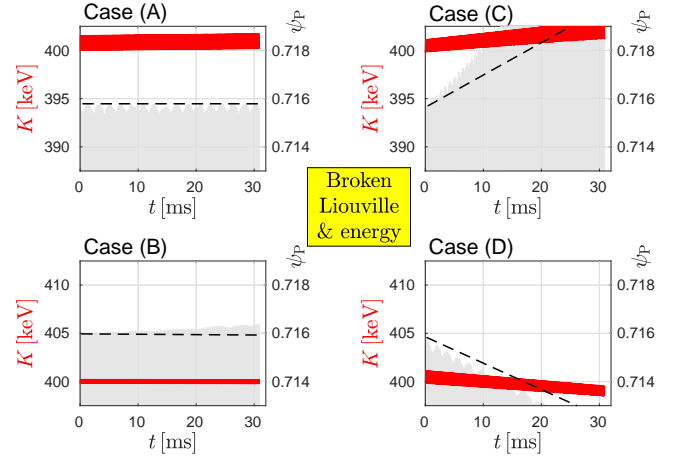 Case (A)
ψP
400
395
390
K [keV]
0.718
0.716
0.714
0 10 20 30
t [ms]
Case (C)
ψP
400
395
390
K [keV]
0.718
0.716
0.714
0 10 20 30
t [ms]
Broken
Liouville
& energy
Case (B)
ψP
410
405
400
K [keV]
0.718
0.716
0.714
0 10 20 30
t [ms]
Case (D)
ψP
410
405
400
K [keV]
0.718
0.716
0.714
0 10 20 30
t [ms]